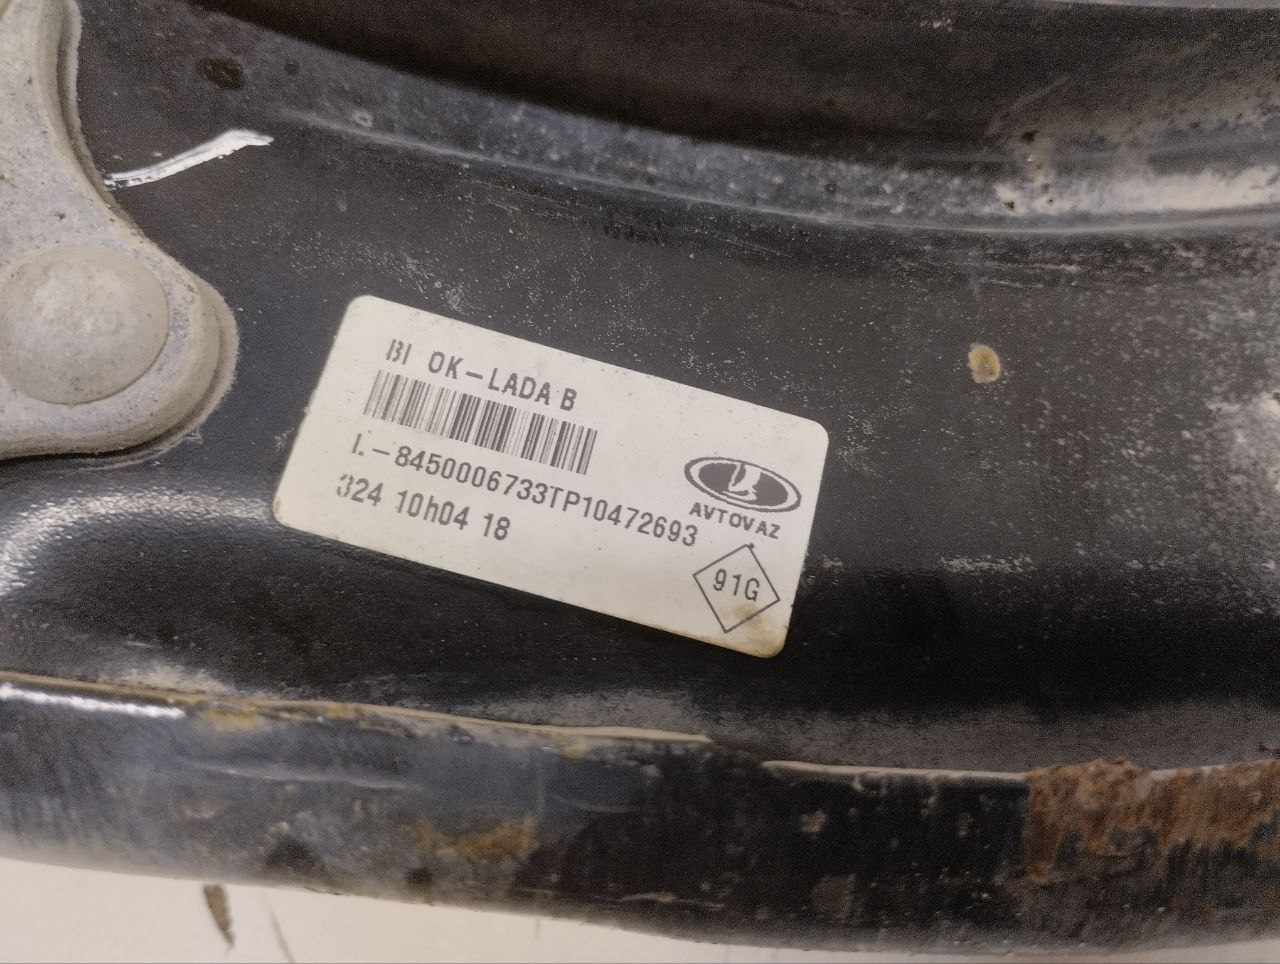 BI OK-LADA B
L-8450006733TP10472693
324 10h04 18
AVTOVAZ
91G